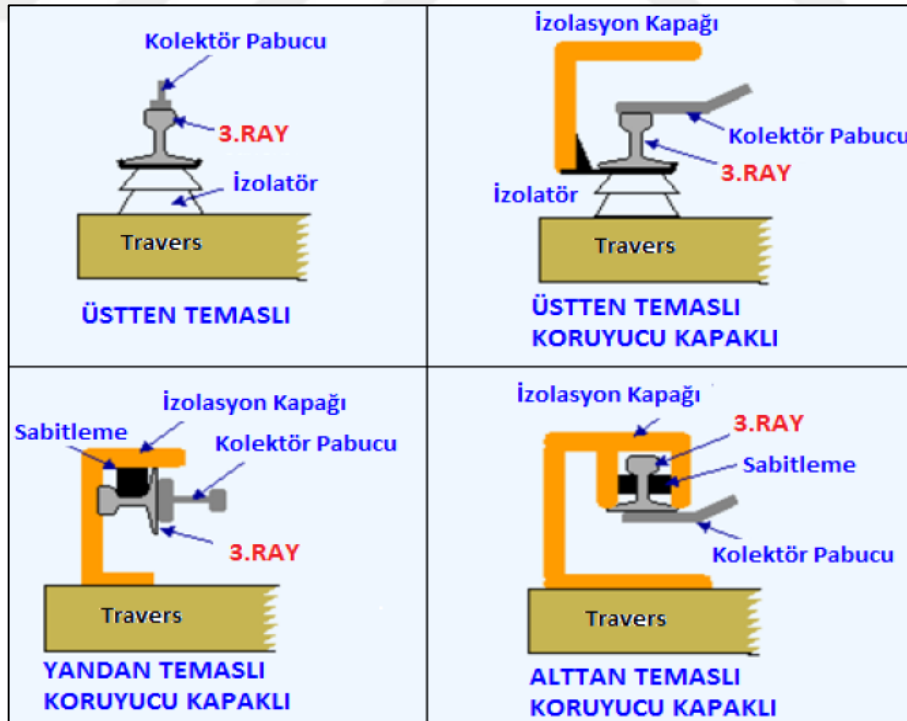 Kolektör Pabucu
3.RAY
İzolatör
Travers
ÜSTTEN TEMASLI
İzolasyon Kapağı
Kolektör Pabucu
3.RAY
İzolatör
Travers
ÜSTTEN TEMASLI
KORUYUCU KAPAKLI
İzolasyon Kapağı
Sabitleme
Kolektör Pabucu
3.RAY
Travers
YANDAN TEMASLI
KORUYUCU KAPAKLI
İzolasyon Kapağı
3.RAY
Sabitleme
Kolektör Pabucu
Travers
ALTTAN TEMASLI
KORUYUCU KAPAKLI